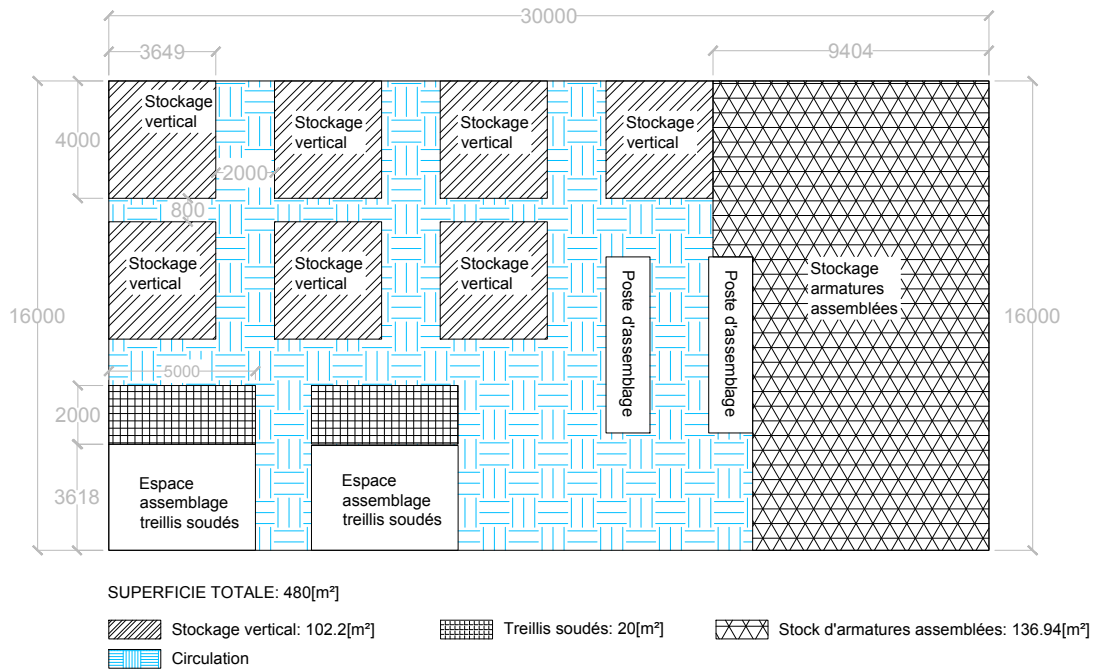 30000
3649
9404
Stockage
vertical
Stockage
vertical
Stockage
vertical
Stockage
vertical
4000
2000
800
Stockage
vertical
Stockage
vertical
Stockage
vertical
Poste d'assemblage
Poste d'assemblage
Stockage
armatures
assemblées
16000
16000
5000
2000
3618
Espace
assemblage
treillis soudés
Espace
assemblage
treillis soudés
SUPERFICIE TOTALE: 480[m²]
Stockage vertical: 102.2[m²]
Treillis soudés: 20[m²]
Stock d'armatures assemblées: 136.94[m²]
Circulation